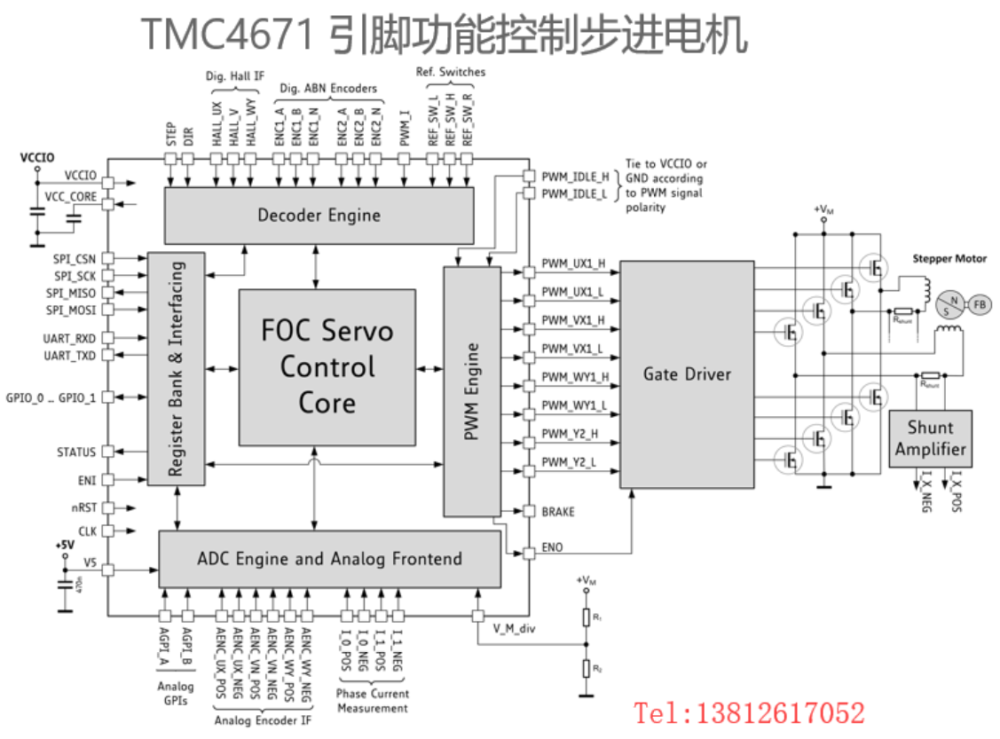 TMC4671 引脚功能控制步进电机
Dig. Hall IF
Dig. ABN Encoders
Ref. Switches
STEP
DIR
HALL_UX
HALL_V
HALL_WY
ENC1_A
ENC1_B
ENC1_N
ENC2_A
ENC2_B
ENC2_N
PWM_I
REF_SW_L
REF_SW_H
REF_SW_R
VCCIO
VCCIO
VCC_CORE
SPI_CSN
SPI_SCK
SPI_MISO
SPI_MOSI
UART_RXD
UART_TXD
GPIO_0 … GPIO_1
STATUS
ENI
nRST
CLK
+5V
V5
470n
Decoder Engine
Register Bank & Interfacing
FOC Servo
Control
Core
PWM Engine
ADC Engine and Analog Frontend
PWM_IDLE_H
PWM_IDLE_L
Tie to VCCIO or
GND according
to PWM signal
polarity
PWM_UX1_H
PWM_UX1_L
PWM_VX1_H
PWM_VX1_L
PWM_WY1_H
PWM_WY1_L
PWM_Y2_H
PWM_Y2_L
BRAKE
ENO
Gate Driver
+VM
Stepper Motor
N
S
FB
Rshunt
Rshunt
Shunt
Amplifier
I_X_NEG
I_X_POS
AGPI_A
AGPI_B
Analog
GPIs
AENC_UX_POS
AENC_UX_NEG
AENC_VN_POS
AENC_VN_NEG
AENC_WY_POS
AENC_WY_NEG
Analog Encoder IF
I_0_POS
I_0_NEG
I_1_POS
I_1_NEG
Phase Current
Measurement
V_M_div
+VM
R1
R2
Tel:13812617052